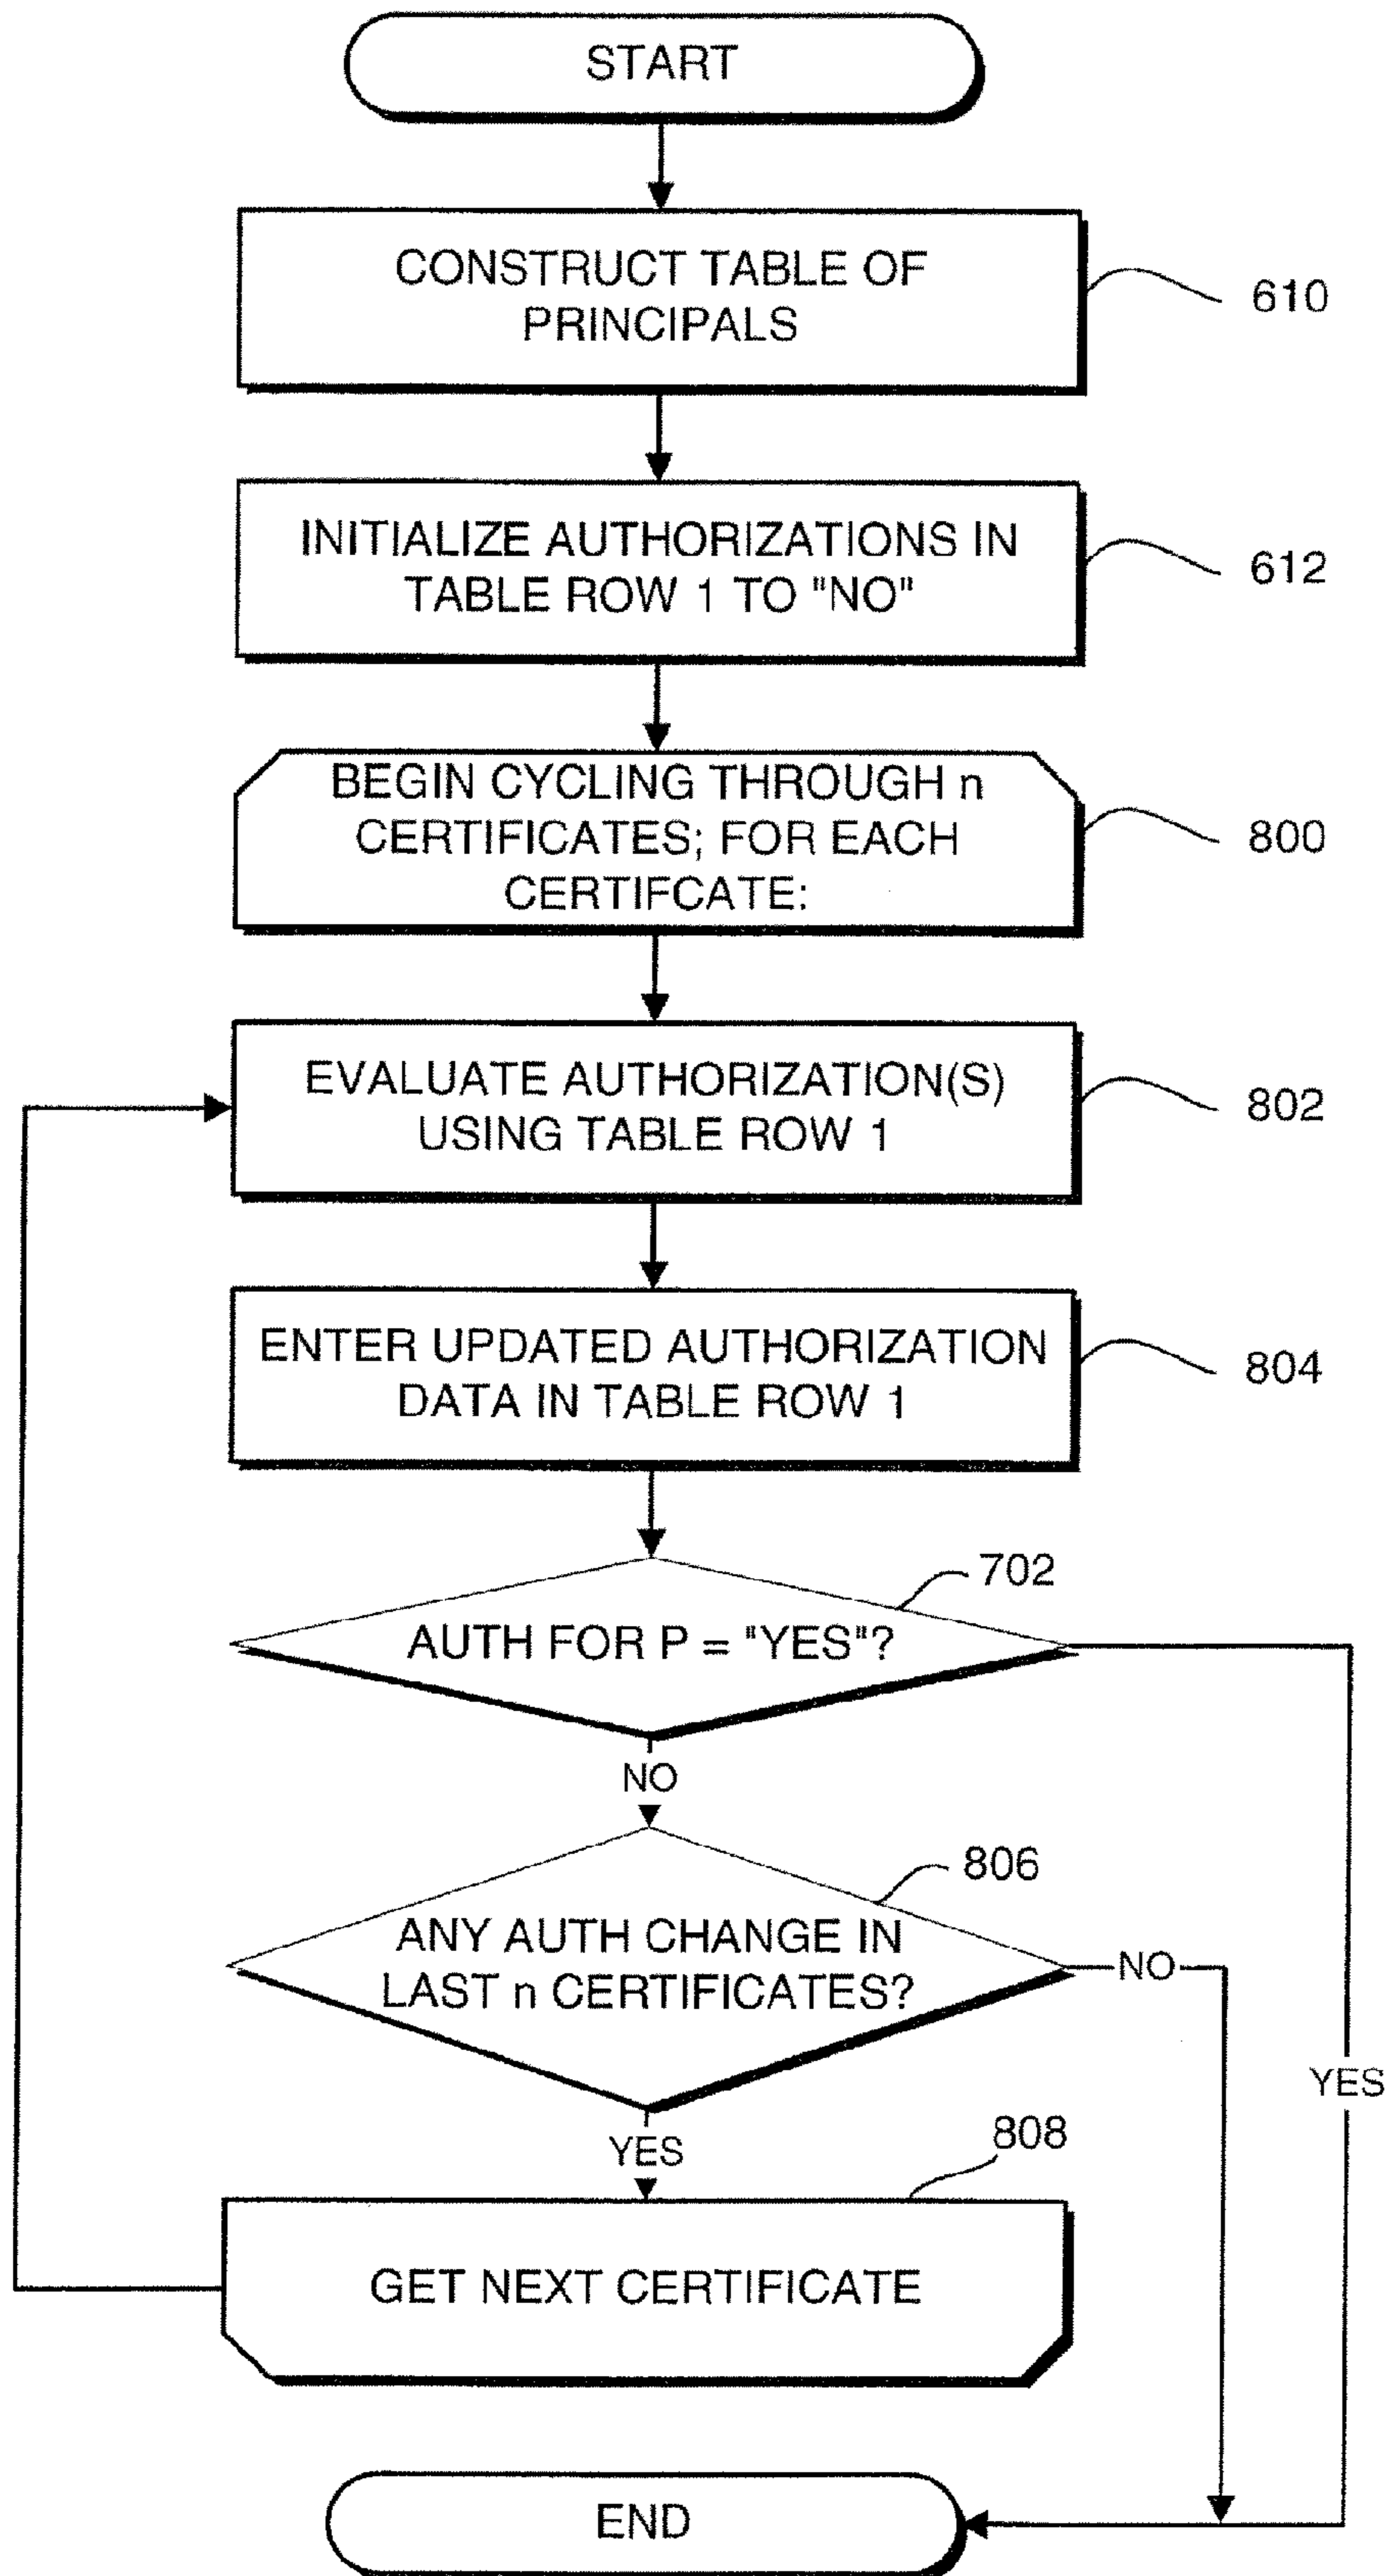 START
CONSTRUCT TABLE OF
PRINCIPALS
610
INITIALIZE AUTHORIZATIONS IN
TABLE ROW 1 TO "NO"
612
BEGIN CYCLING THROUGH n
CERTIFICATES; FOR EACH
CERTIFCATE:
800
EVALUATE AUTHORIZATION(S)
USING TABLE ROW 1
802
ENTER UPDATED AUTHORIZATION
DATA IN TABLE ROW 1
804
702
AUTH FOR P = "YES"?
NO
806
ANY AUTH CHANGE IN
LAST n CERTIFICATES?
NO
YES
YES
808
GET NEXT CERTIFICATE
END